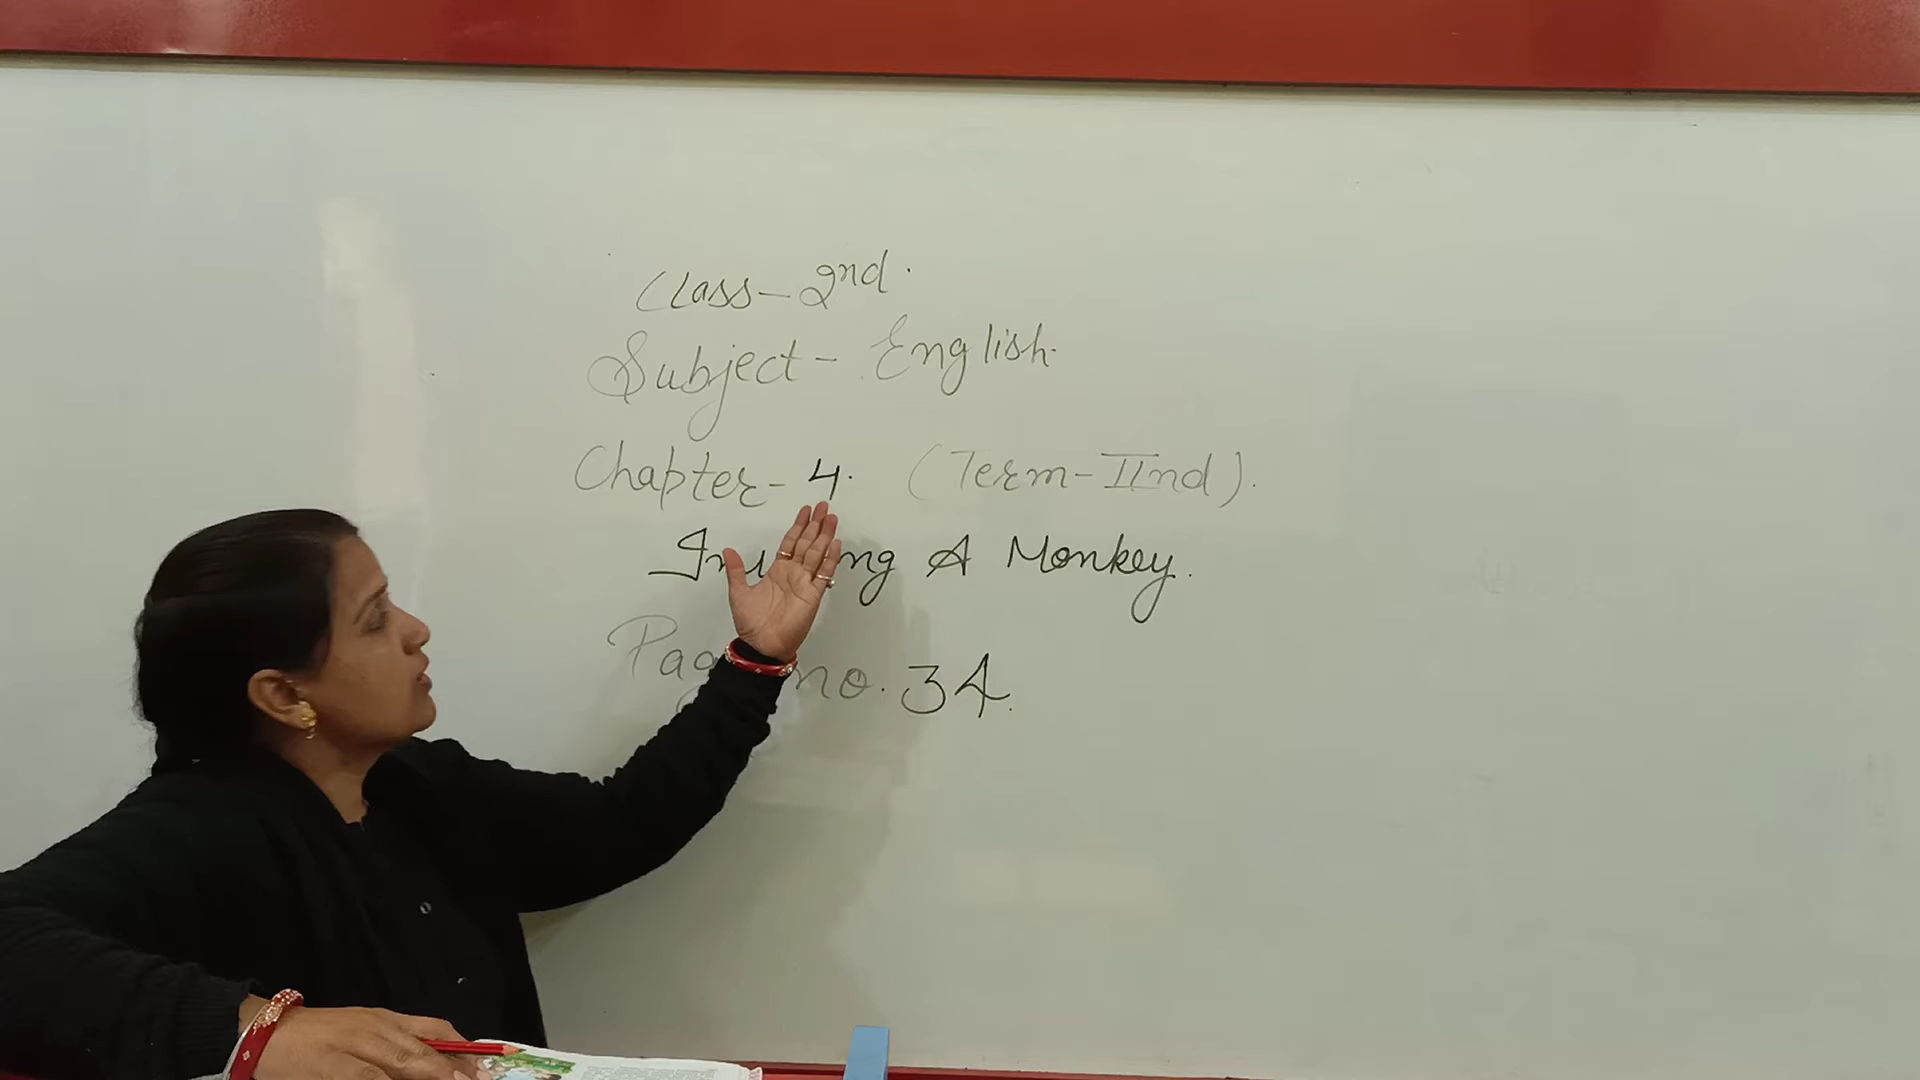 Class - 2nd.
Subject - English.
Chapter - 4. (Term - IInd).
A Monkey.
no. 34.